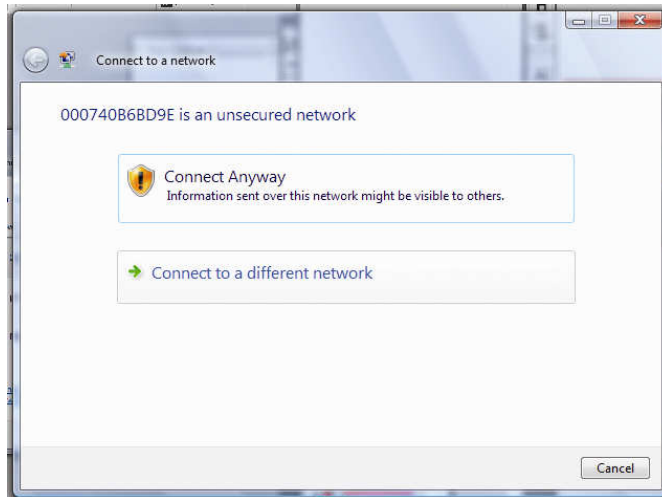 Connect to a network
000740B6BD9E is an unsecured network
Connect Anyway
Information sent over this network might be visible to others.
Connect to a different network
Cancel